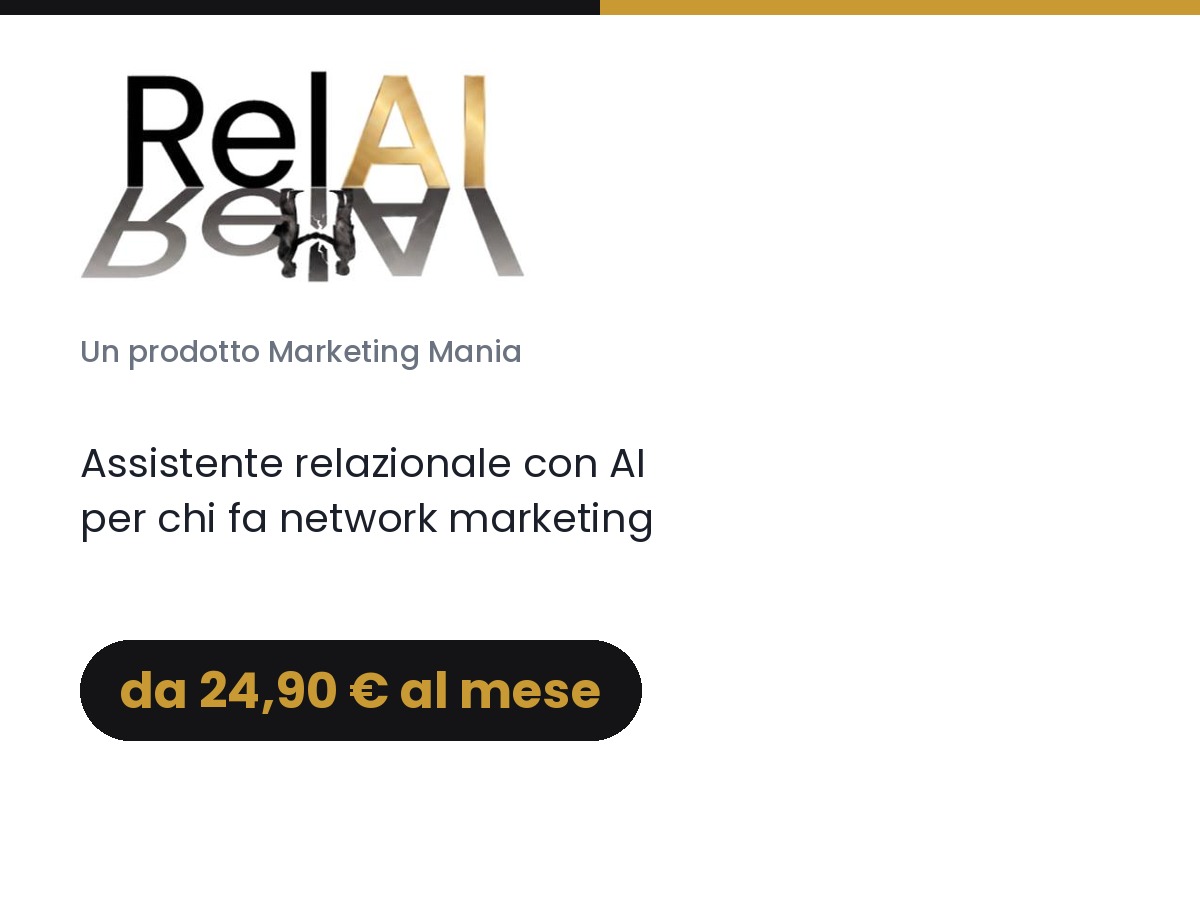 RelAI
Un prodotto Marketing Mania
Assistente relazionale con AI
per chi fa network marketing
da 24,90 € al mese